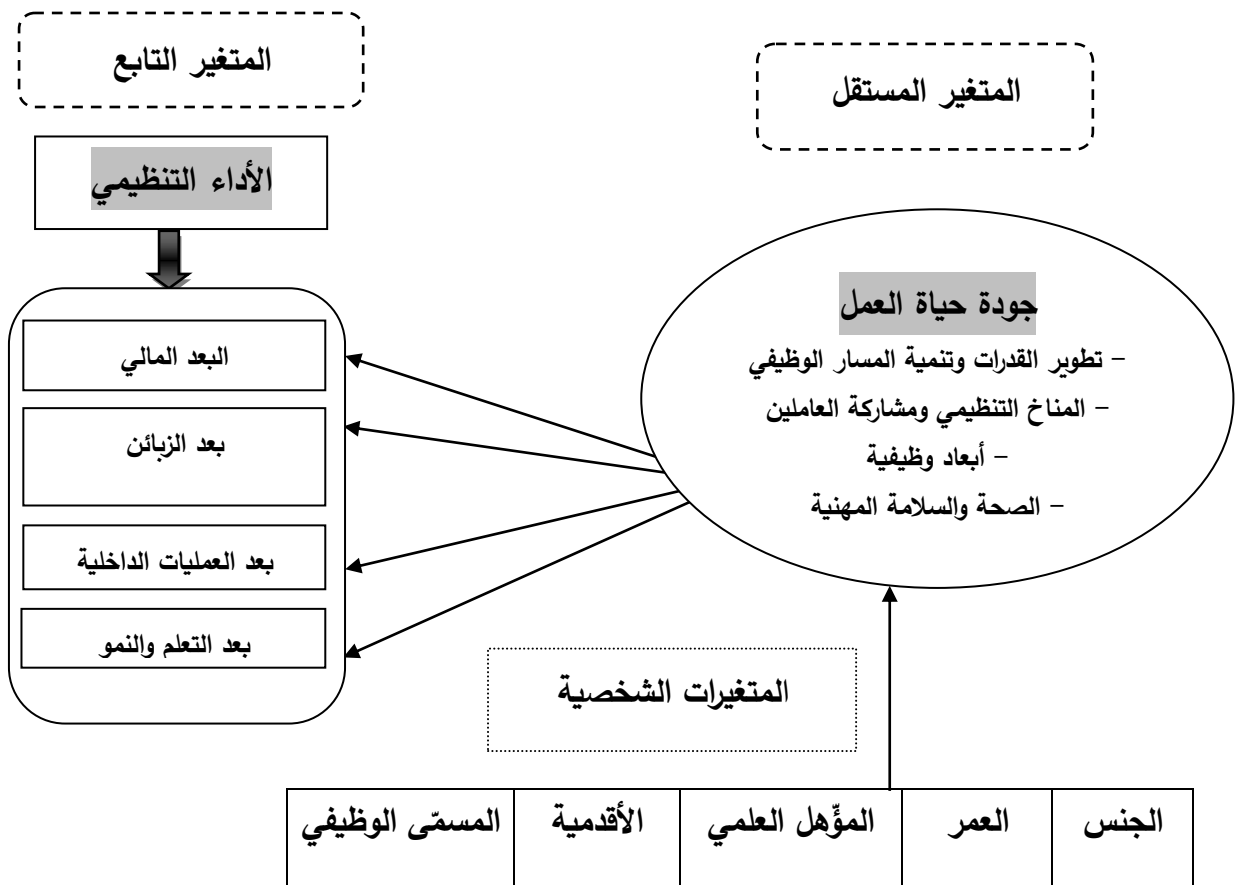 المتغير المستقل
المتغير التابع
الأداء التنظيمي
جودة حياة العمل
– تطوير القدرات وتنمية المسار الوظيفي
– المناخ التنظيمي ومشاركة العاملين
– أبعاد وظيفية
– الصحة والسلامة المهنية
البعد المالي
بعد الزبائن
بعد العمليات الداخلية
بعد التعلم والنمو
المتغيرات الشخصية
الجنس العمر المؤّهل العلمي الأقدمية المسمّى الوظيفي